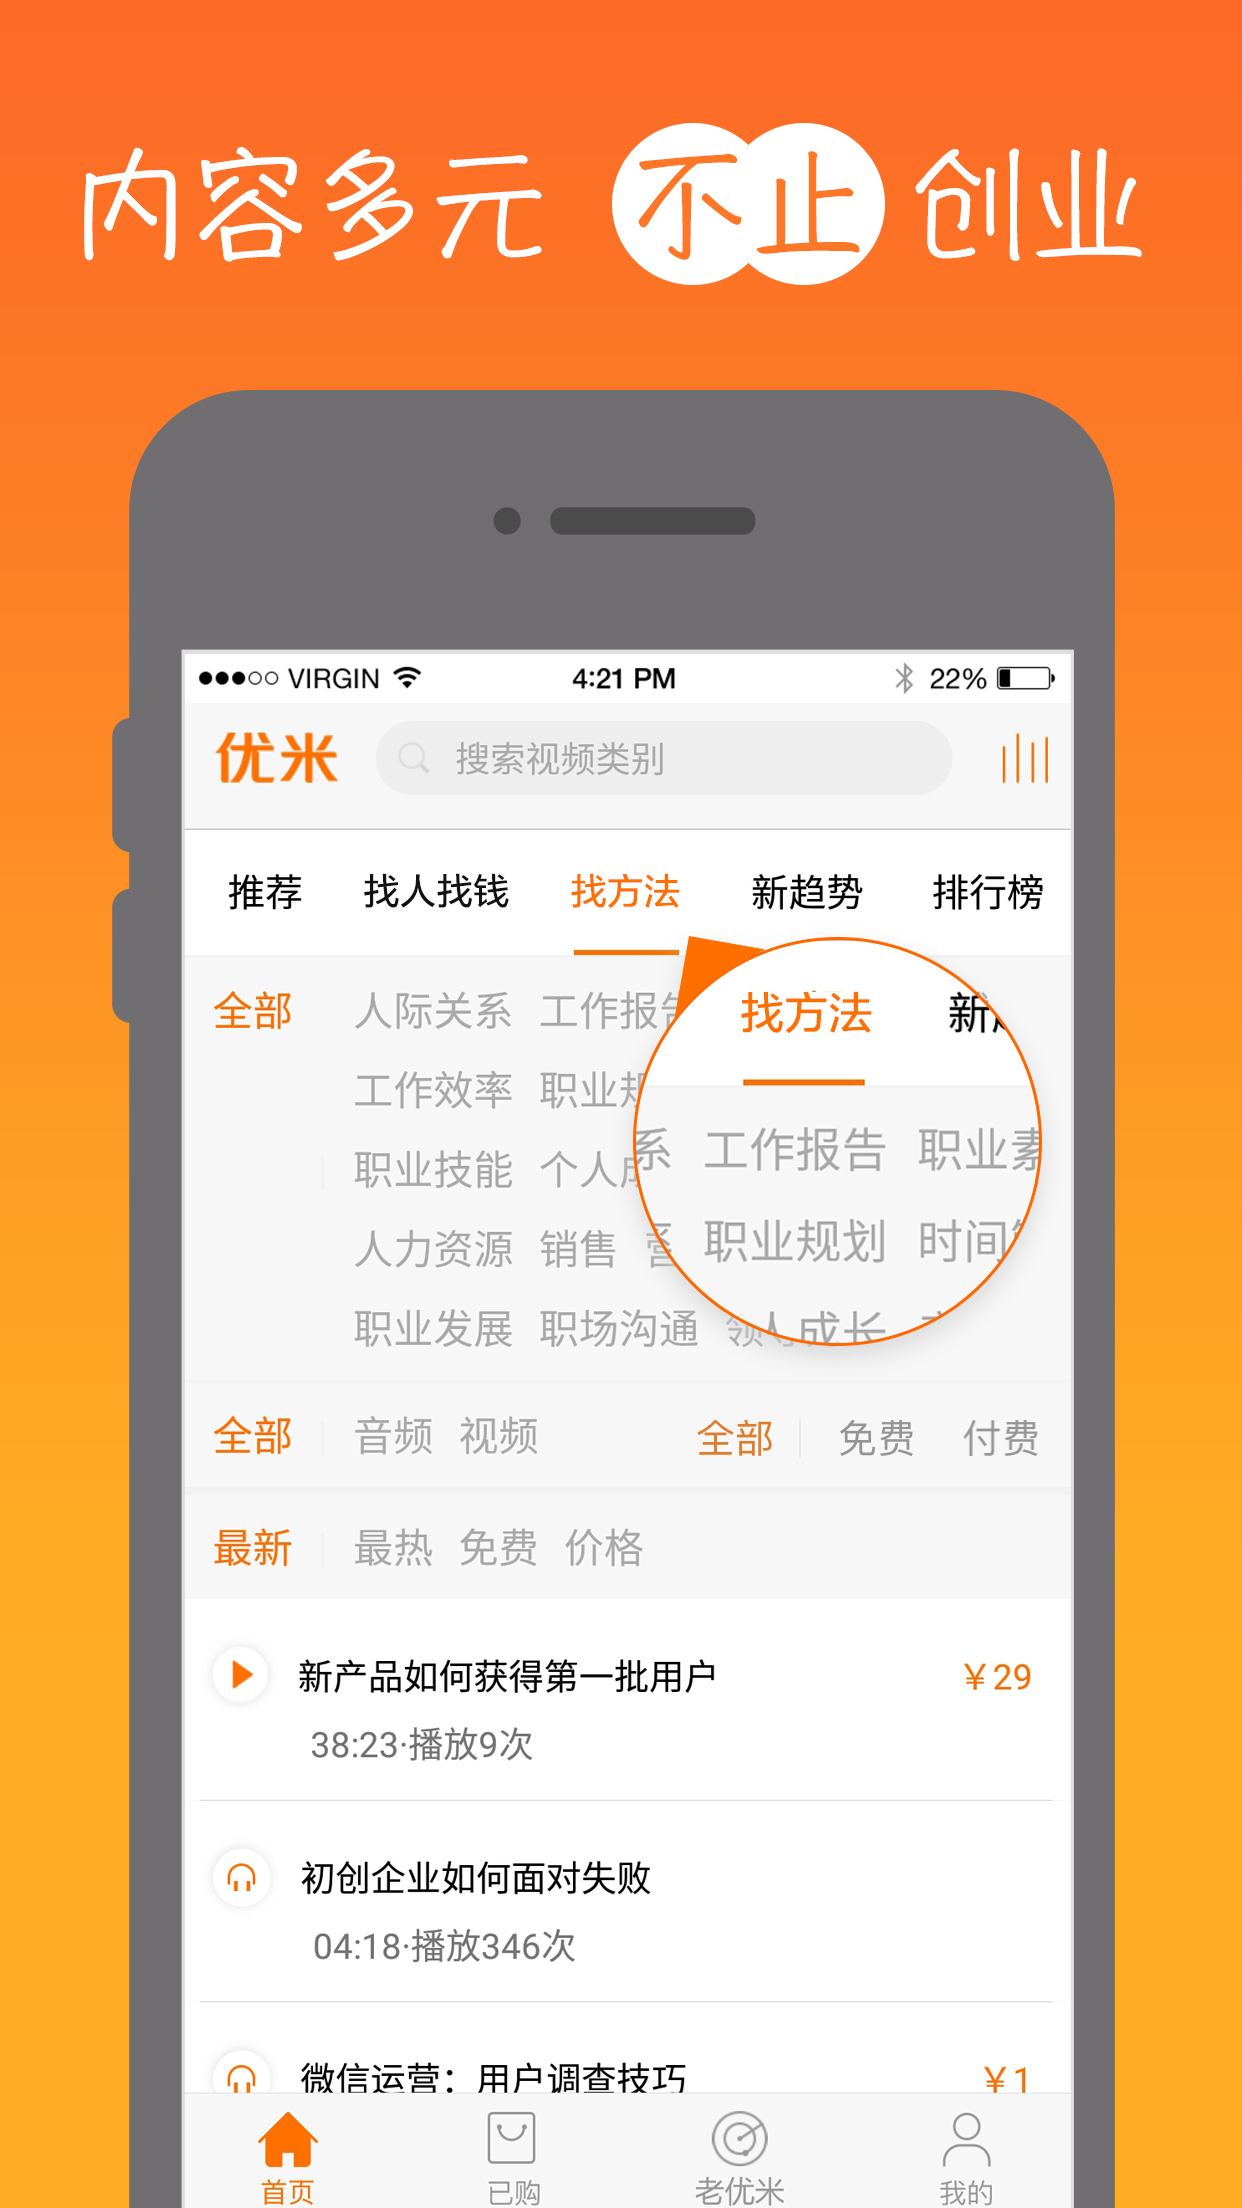 内容多元 不止 创业
VIRGIN 4:21 PM 22%
优米 搜索视频类别
推荐 找人找钱 找方法 新趋势 排行榜
全部 人际关系 工作报告
找方法 新
工作效率 职业规
系 工作报告 职业素
职业技能 个人成
职业规划 时间
人力资源 销售 营
人成长
职业发展 职场沟通 领
全部 音频 视频 全部 免费 付费
最新 最热 免费 价格
新产品如何获得第一批用户 ￥29
38:23·播放9次
初创企业如何面对失败
04:18·播放346次
微信运营：用户调查技巧 ￥1
首页 已购 老优米 我的